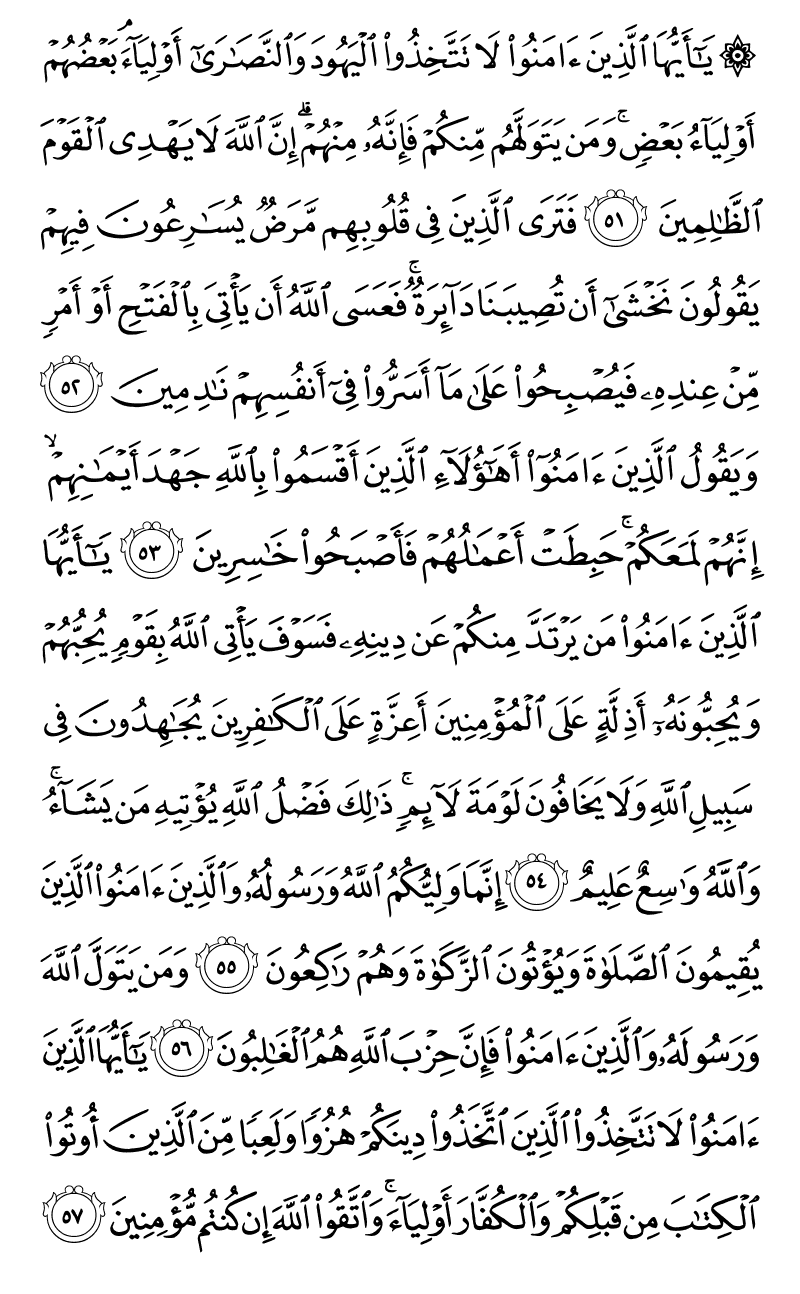 ۞ يَـٰٓأَيُّهَا ٱلَّذِينَ ءَامَنُوا۟ لَا تَتَّخِذُوا۟ ٱلْيَهُودَ وَٱلنَّصَـٰرَىٰٓ أَوْلِيَآءَ ۘ بَعْضُهُمْ
أَوْلِيَآءُ بَعْضٍ ۚ وَمَن يَتَوَلَّهُم مِّنكُمْ فَإِنَّهُۥ مِنْهُمْ ۗ إِنَّ ٱللَّهَ لَا يَهْدِى ٱلْقَوْمَ
ٱلظَّـٰلِمِينَ ٥١ فَتَرَى ٱلَّذِينَ فِى قُلُوبِهِم مَّرَضٌ يُسَـٰرِعُونَ فِيهِمْ
يَقُولُونَ نَخْشَىٰٓ أَن تُصِيبَنَا دَآئِرَةٌ ۚ فَعَسَى ٱللَّهُ أَن يَأْتِىَ بِٱلْفَتْحِ أَوْ أَمْرٍ
مِّنْ عِندِهِۦ فَيُصْبِحُوا۟ عَلَىٰ مَآ أَسَرُّوا۟ فِىٓ أَنفُسِهِمْ نَـٰدِمِينَ ٥٢
وَيَقُولُ ٱلَّذِينَ ءَامَنُوٓا۟ أَهَـٰٓؤُلَآءِ ٱلَّذِينَ أَقْسَمُوا۟ بِٱللَّهِ جَهْدَ أَيْمَـٰنِهِمْ ۙ
إِنَّهُمْ لَمَعَكُمْ ۚ حَبِطَتْ أَعْمَـٰلُهُمْ فَأَصْبَحُوا۟ خَـٰسِرِينَ ٥٣ يَـٰٓأَيُّهَا
ٱلَّذِينَ ءَامَنُوا۟ مَن يَرْتَدَّ مِنكُمْ عَن دِينِهِۦ فَسَوْفَ يَأْتِى ٱللَّهُ بِقَوْمٍ يُحِبُّهُمْ
وَيُحِبُّونَهُۥٓ أَذِلَّةٍ عَلَى ٱلْمُؤْمِنِينَ أَعِزَّةٍ عَلَى ٱلْكَـٰفِرِينَ يُجَـٰهِدُونَ فِى
سَبِيلِ ٱللَّهِ وَلَا يَخَافُونَ لَوْمَةَ لَآئِمٍ ۚ ذَٰلِكَ فَضْلُ ٱللَّهِ يُؤْتِيهِ مَن يَشَآءُ ۚ
وَٱللَّهُ وَٰسِعٌ عَلِيمٌ ٥٤ إِنَّمَا وَلِيُّكُمُ ٱللَّهُ وَرَسُولُهُۥ وَٱلَّذِينَ ءَامَنُوا۟ ٱلَّذِينَ
يُقِيمُونَ ٱلصَّلَوٰةَ وَيُؤْتُونَ ٱلزَّكَوٰةَ وَهُمْ رَٰكِعُونَ ٥٥ وَمَن يَتَوَلَّ ٱللَّهَ
وَرَسُولَهُۥ وَٱلَّذِينَ ءَامَنُوا۟ فَإِنَّ حِزْبَ ٱللَّهِ هُمُ ٱلْغَـٰلِبُونَ ٥٦ يَـٰٓأَيُّهَا ٱلَّذِينَ
ءَامَنُوا۟ لَا تَتَّخِذُوا۟ ٱلَّذِينَ ٱتَّخَذُوا۟ دِينَكُمْ هُزُوًا وَلَعِبًا مِّنَ ٱلَّذِينَ أُوتُوا۟
ٱلْكِتَـٰبَ مِن قَبْلِكُمْ وَٱلْكُفَّارَ أَوْلِيَآءَ ۚ وَٱتَّقُوا۟ ٱللَّهَ إِن كُنتُم مُّؤْمِنِينَ ٥٧